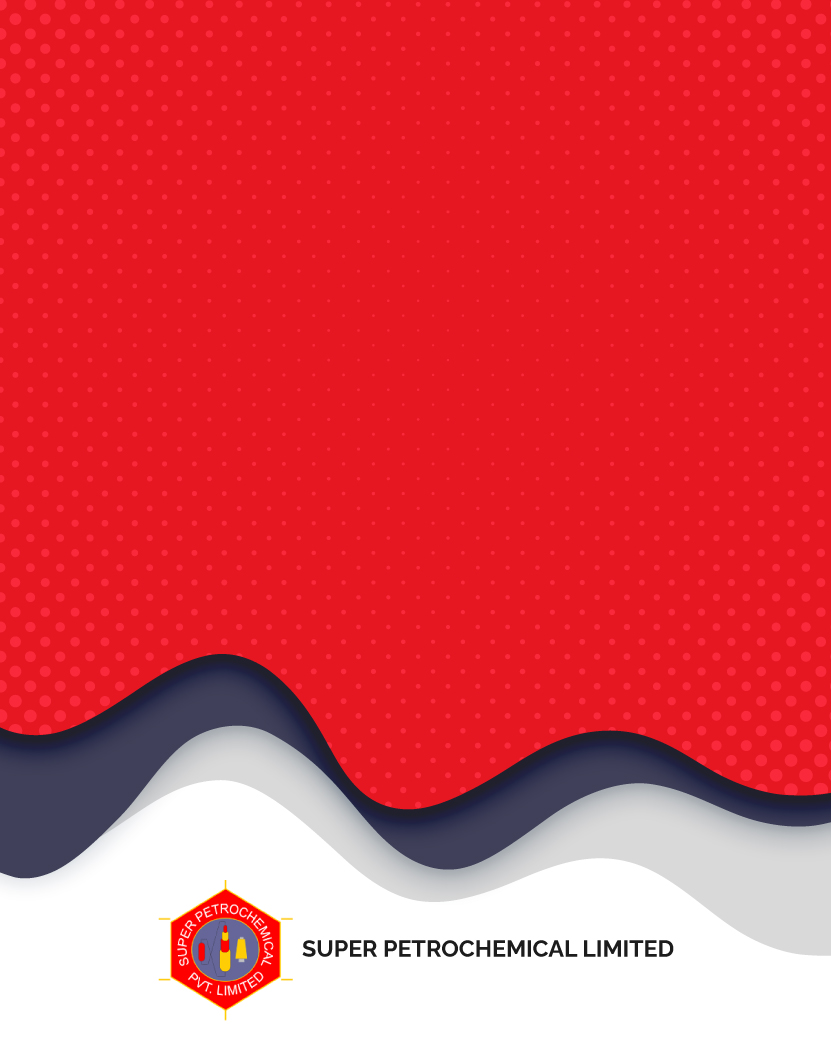 SUPER PETROCHEMICAL
PVT. LIMITED
SUPER PETROCHEMICAL LIMITED